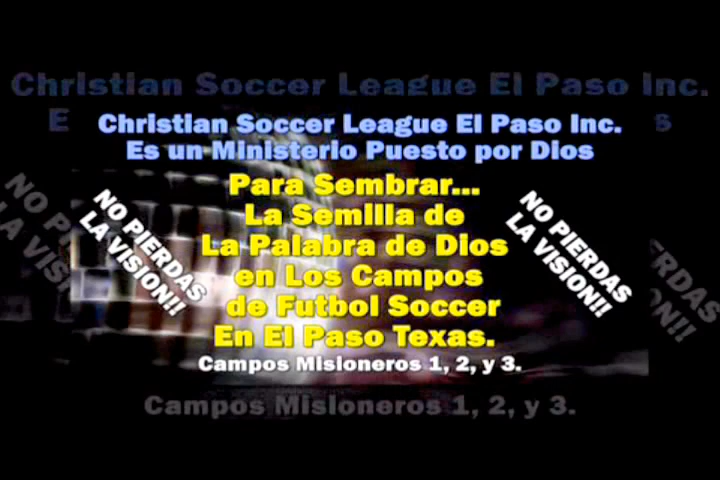 Christian Soccer League El Paso Inc.
Christian Soccer League El Paso Inc.
Es un Ministerio Puesto por Dios
Para Sembrar...
La Semilla de
La Palabra de Dios
en Los Campos
de Futbol Soccer
En El Paso Texas.
Campos Misioneros 1, 2, y 3.
NO PIERDAS
LA VISION!!
NO PIERDAS
LA VISION!!
Campos Misioneros 1, 2, y 3.